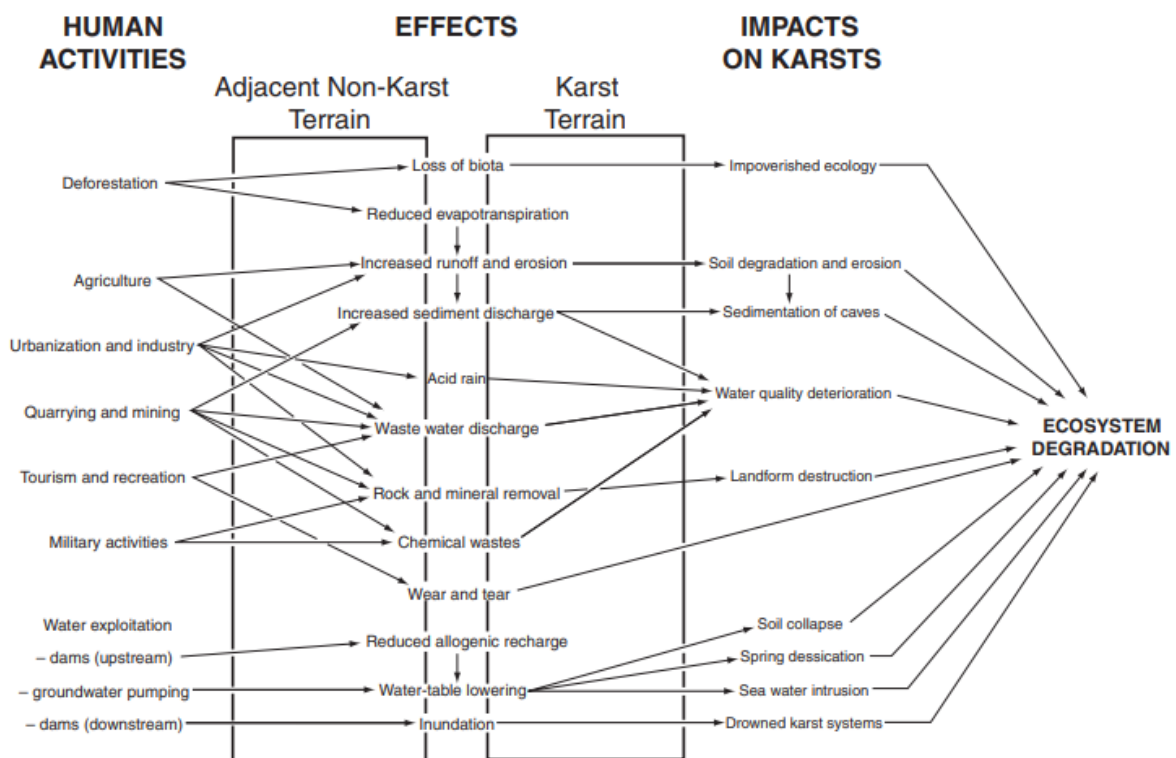 HUMAN
ACTIVITIES
EFFECTS
IMPACTS
ON KARSTS
Adjacent Non-Karst
Terrain
Karst
Terrain
Deforestation
Agriculture
Urbanization and industry
Quarrying and mining
Tourism and recreation
Military activities
Water exploitation
– dams (upstream)
– groundwater pumping
– dams (downstream)
Loss of biota
Reduced evapotranspiration
Increased runoff and erosion
Increased sediment discharge
Acid rain
Waste water discharge
Rock and mineral removal
Chemical wastes
Wear and tear
Reduced allogenic recharge
Water-table lowering
Inundation
Impoverished ecology
Soil degradation and erosion
Sedimentation of caves
Water quality deterioration
Landform destruction
Soil collapse
Spring dessication
Sea water intrusion
Drowned karst systems
ECOSYSTEM
DEGRADATION